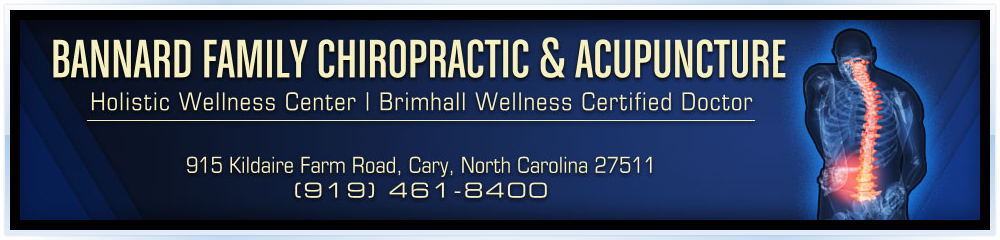 BANNARD FAMILY CHIROPRACTIC & ACUPUNCTURE
Holistic Wellness Center | Brimhall Wellness Certified Doctor
915 Kildaire Farm Road, Cary, North Carolina 27511
(919) 461-8400